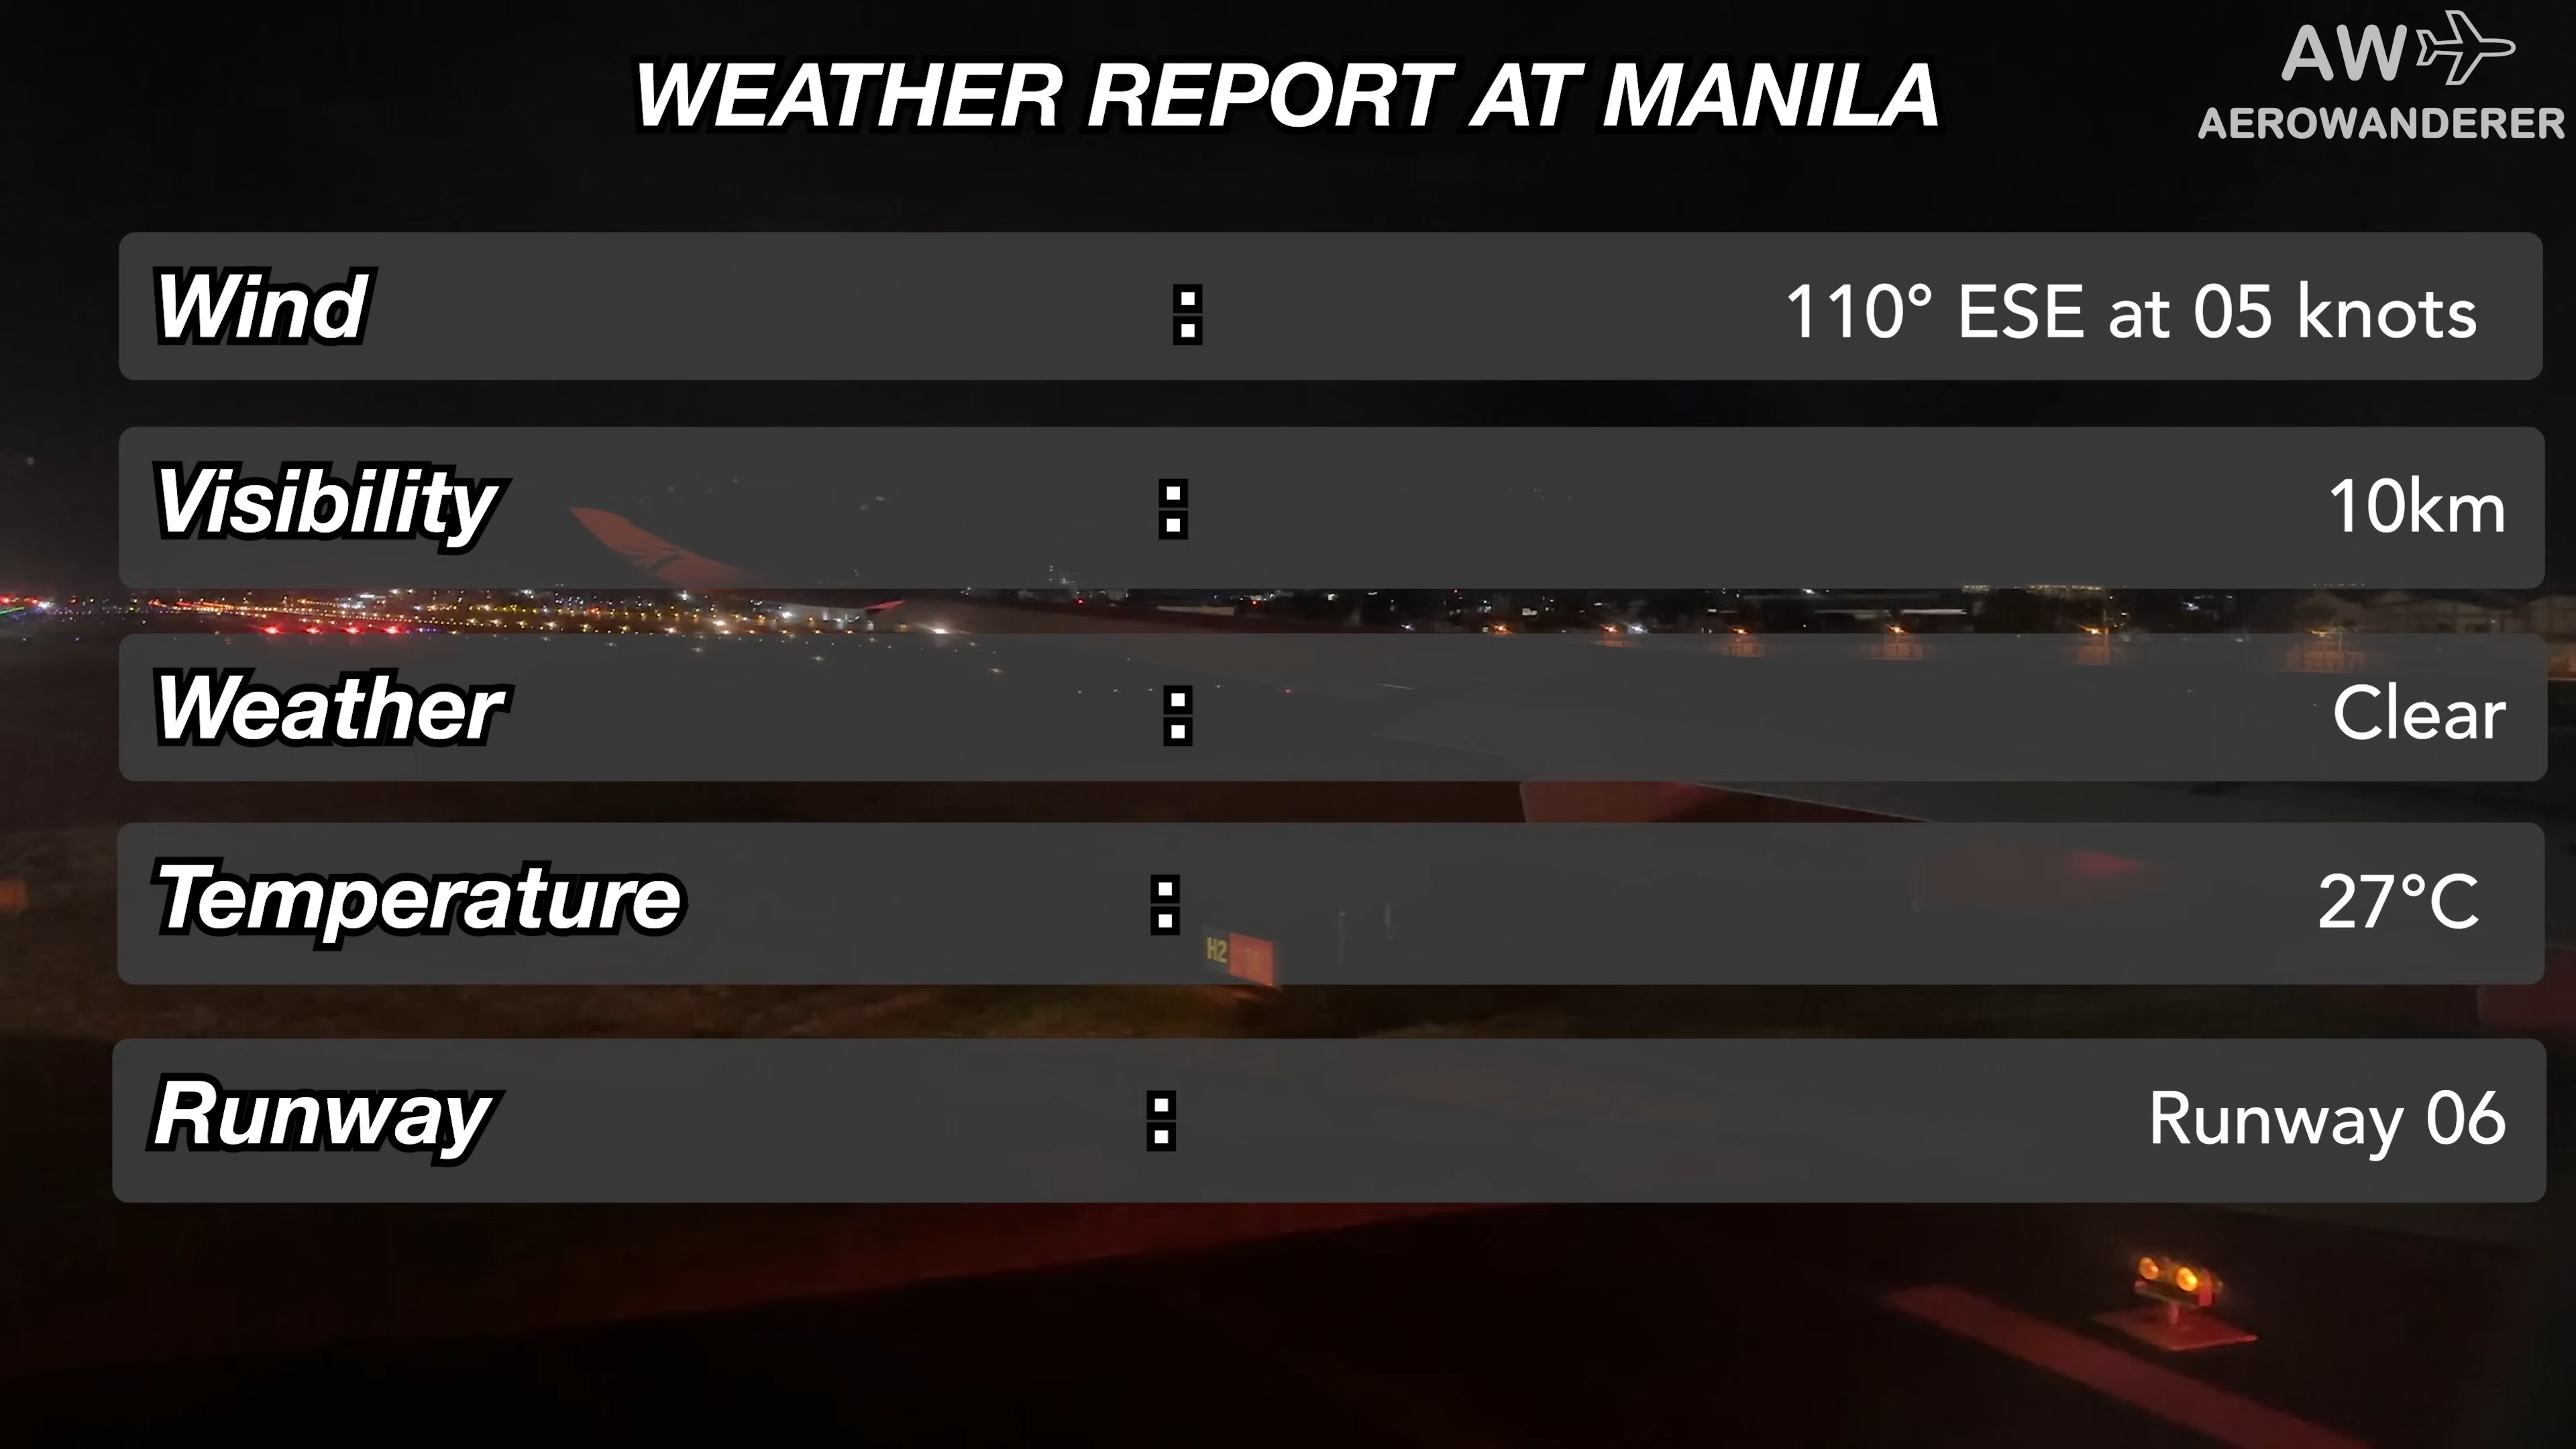 WEATHER REPORT AT MANILA
AW
AEROWANDERER
Wind : 110° ESE at 05 knots
Visibility : 10km
Weather : Clear
Temperature : 27°C
H2
Runway : Runway 06